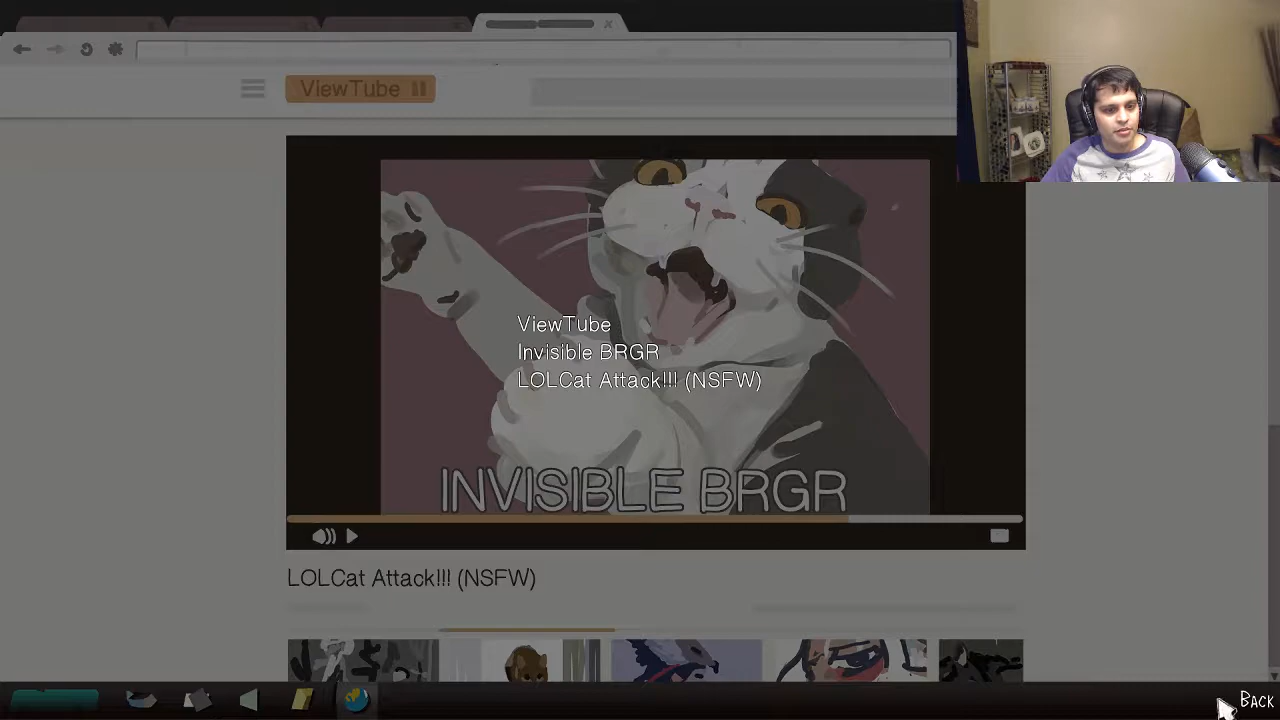 ViewTube
ViewTube
Invisible BRGR
LOLCat Attack!!! (NSFW)
INVISIBLE BRGR
LOLCat Attack!!! (NSFW)
BACK